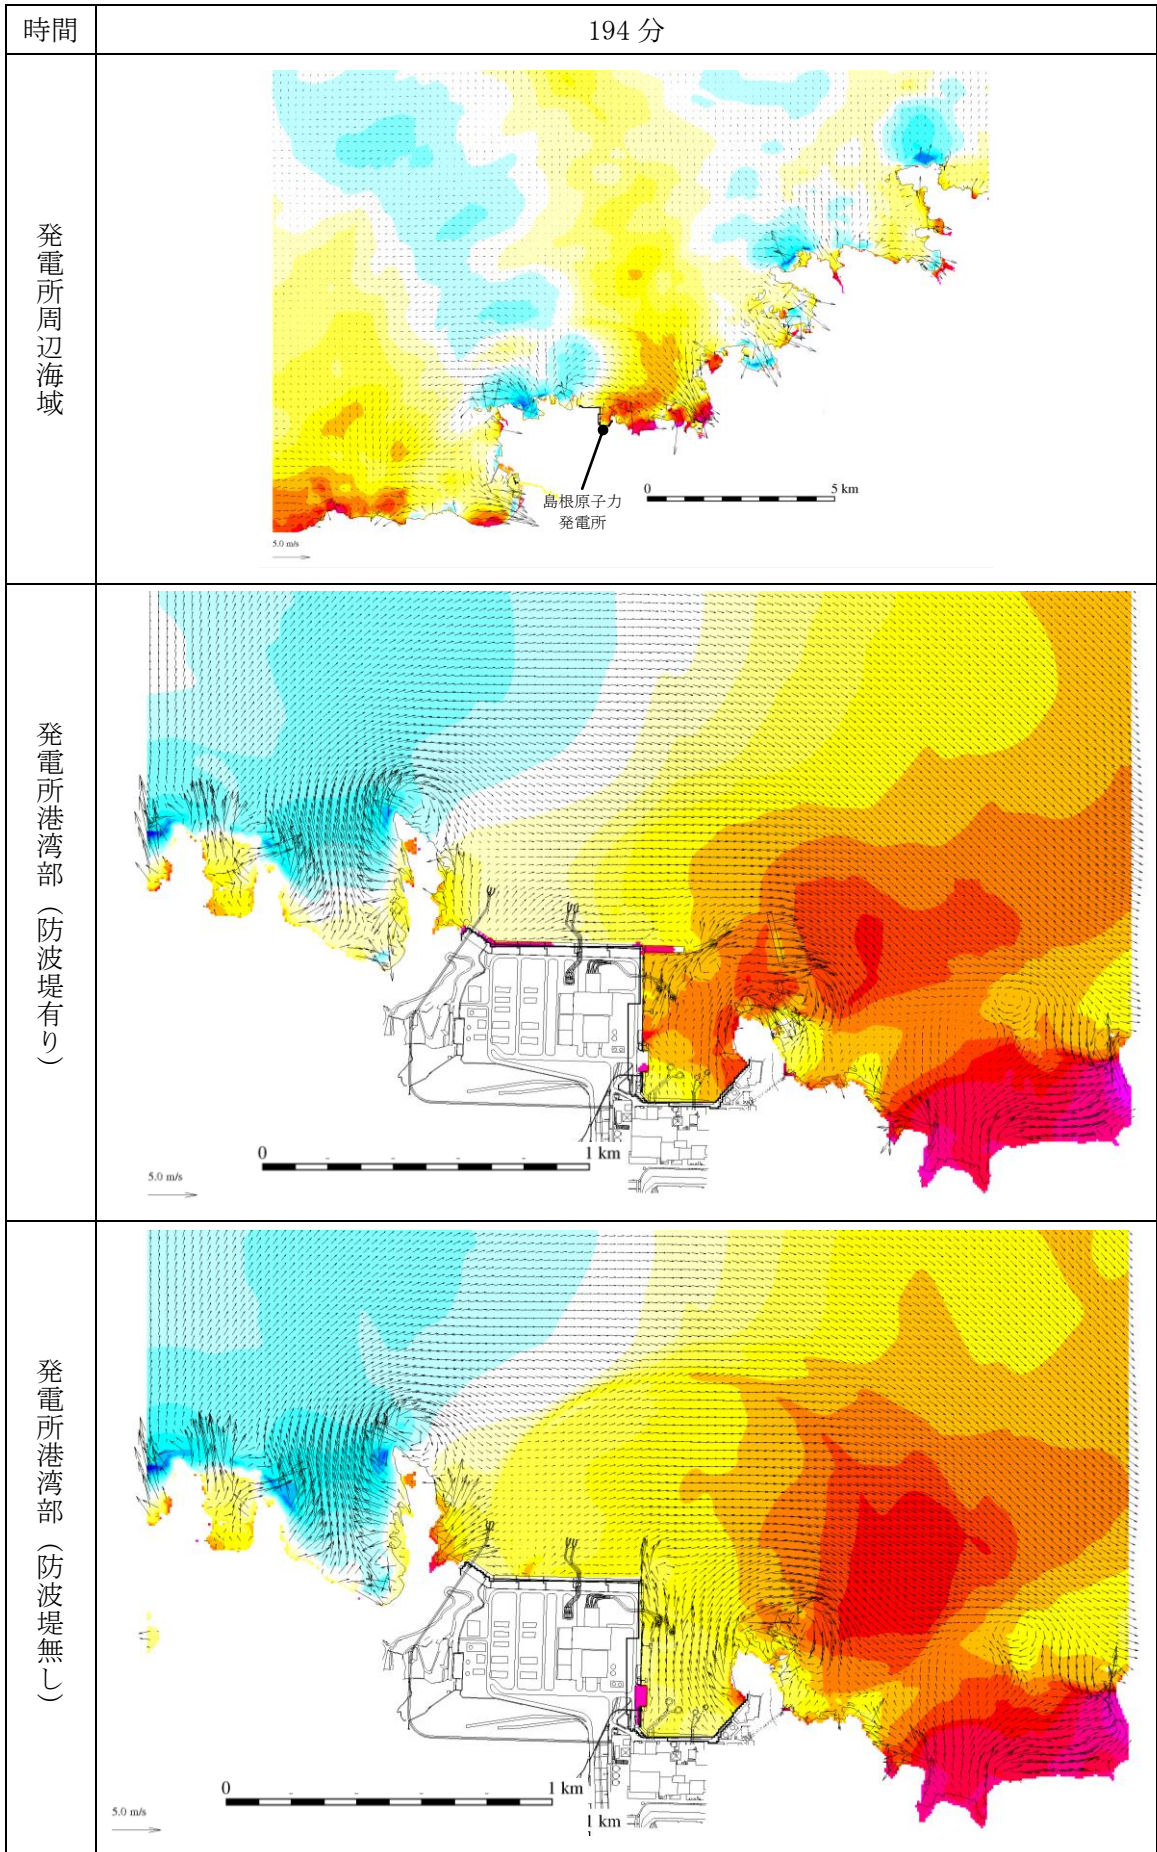 時間
194 分
発電所周辺海域
島根原子力
発電所
0 5 km
5.0 m/s
発電所港湾部（防波堤有り）
0 1 km
5.0 m/s
発電所港湾部（防波堤無し）
0 1 km
1 km
5.0 m/s